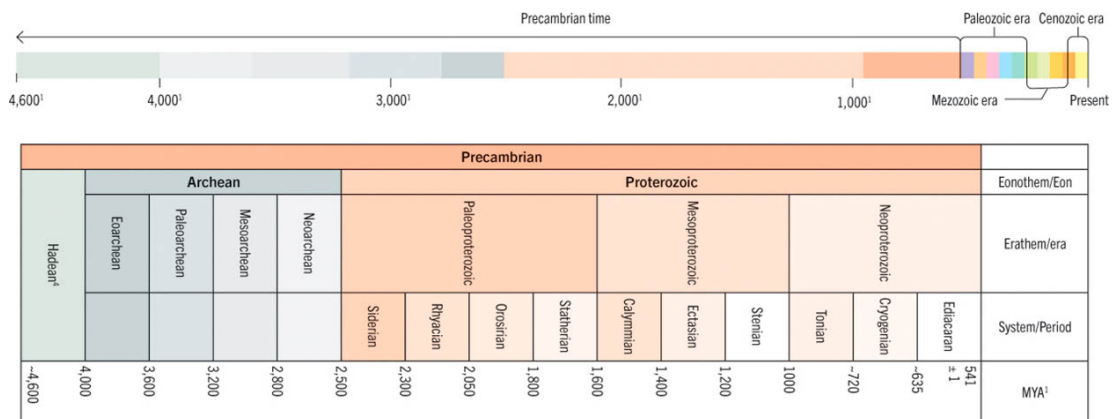 Precambrian time
Paleozoic era
Cenozoic era
4,600¹
4,000¹
3,000¹
2,000¹
1,000¹
Mezozoic era
Present
Precambrian
Archean
Proterozoic
Eonothem/Eon
Hadean⁴
Eoarchean
Paleoarchean
Mesoarchean
Neoarchean
Paleoproterozoic
Mesoproterozoic
Neoproterozoic
Erathem/era
Siderian
Rhyacian
Orosirian
Statherian
Calymmian
Ectasian
Stenian
Tonian
Cryogenian
Ediacaran
System/Period
~4,600
4,000
3,600
3,200
2,800
2,500
2,300
2,050
1,800
1,600
1,400
1,200
1000
~720
~635
541
± 1
MYA¹